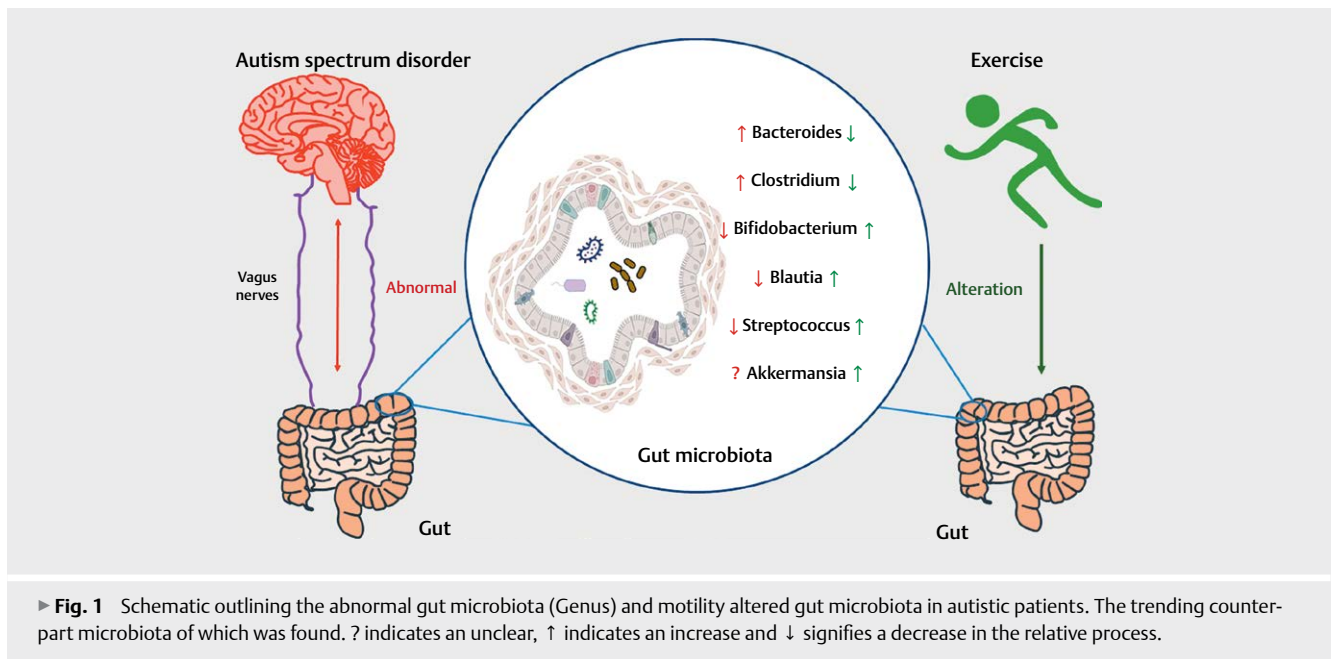 Autism spectrum disorder
Exercise
↑ Bacteroides ↓
↑ Clostridium ↓
↓ Bifidobacterium ↑
↓ Blautia ↑
↓ Streptococcus ↑
? Akkermansia ↑
Vagus
nerves
Abnormal
Alteration
Gut microbiota
Gut
Gut
▶ Fig. 1 Schematic outlining the abnormal gut microbiota (Genus) and motility altered gut microbiota in autistic patients. The trending counter-
part microbiota of which was found. ? indicates an unclear, ↑ indicates an increase and ↓ signifies a decrease in the relative process.